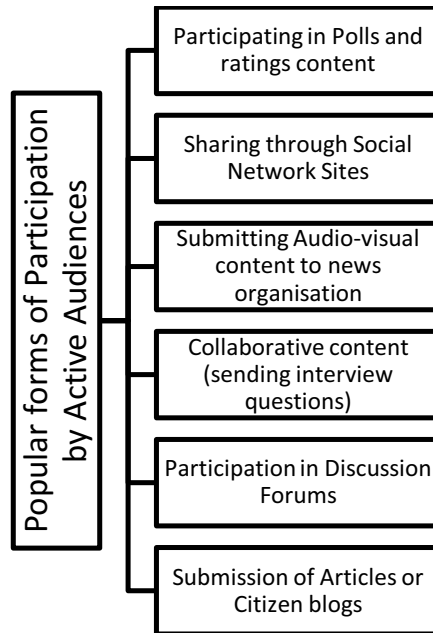 Popular forms of Participation
by Active Audiences
Participating in Polls and
ratings content
Sharing through Social
Network Sites
Submitting Audio-visual
content to news
organisation
Collaborative content
(sending interview
questions)
Participation in Discussion
Forums
Submission of Articles or
Citizen blogs